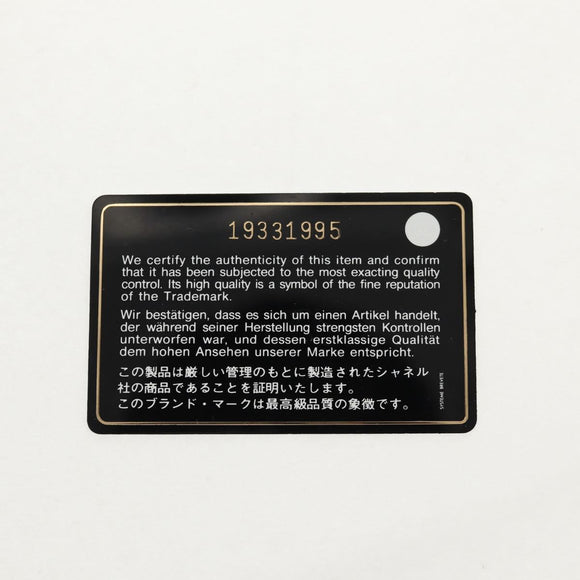 19331995
We certify the authenticity of this item and confirm
that it has been subjected to the most exacting quality
control. Its high quality is a symbol of the fine reputation
of the Trademark.
Wir bestätigen, dass es sich um einen Artikel handelt,
der während seiner Herstellung strengsten Kontrollen
unterworfen war, und dessen erstklassige Qualität
dem hohen Ansehen unserer Marke entspricht.
この製品は厳しい管理のもとに製造されたシャネル
社の商品であることを証明いたします。
このブランド・マークは最高級品質の象徴です。
SYSTEME BREVETE